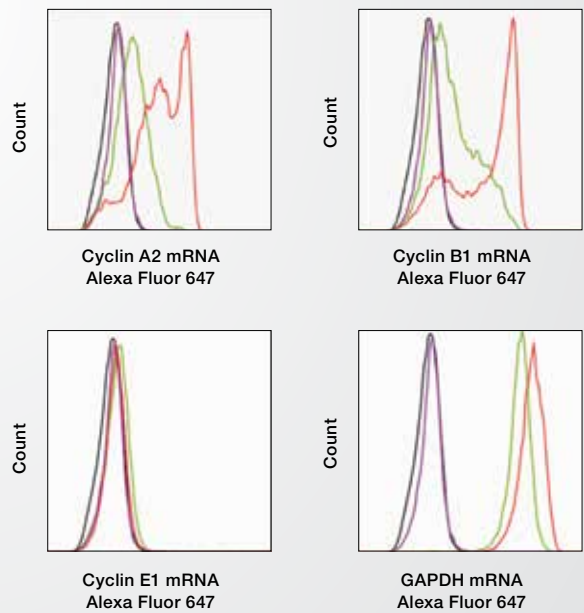 Count
Cyclin A2 mRNA
Alexa Fluor 647
Count
Cyclin B1 mRNA
Alexa Fluor 647
Count
Cyclin E1 mRNA
Alexa Fluor 647
Count
GAPDH mRNA
Alexa Fluor 647